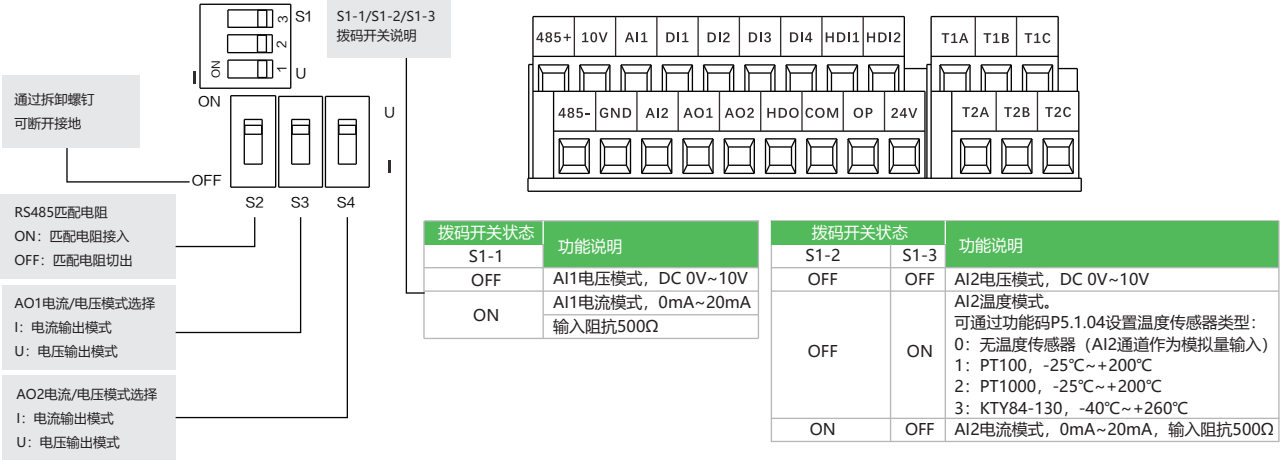 3 S1
2
ON 1 U
I
S1-1/S1-2/S1-3
拨码开关说明
通过拆卸螺钉
可断开接地
ON
U
I
OFF
S2 S3 S4
RS485匹配电阻
ON：匹配电阻接入
OFF：匹配电阻切出
AO1电流/电压模式选择
I：电流输出模式
U：电压输出模式
AO2电流/电压模式选择
I：电流输出模式
U：电压输出模式
485+ 10V AI1 DI1 DI2 DI3 DI4 HDI1 HDI2 T1A T1B T1C
485- GND AI2 AO1 AO2 HDO COM OP 24V T2A T2B T2C
拨码开关状态 功能说明
S1-1
OFF AI1电压模式，DC 0V~10V
ON AI1电流模式，0mA~20mA
输入阻抗500Ω
拨码开关状态 功能说明
S1-2 S1-3
OFF OFF AI2电压模式，DC 0V~10V
OFF ON AI2温度模式。
可通过功能码P5.1.04设置温度传感器类型：
0：无温度传感器（AI2通道作为模拟量输入）
1：PT100，-25℃~+200℃
2：PT1000，-25℃~+200℃
3：KTY84-130，-40℃~+260℃
ON OFF AI2电流模式，0mA~20mA，输入阻抗500Ω